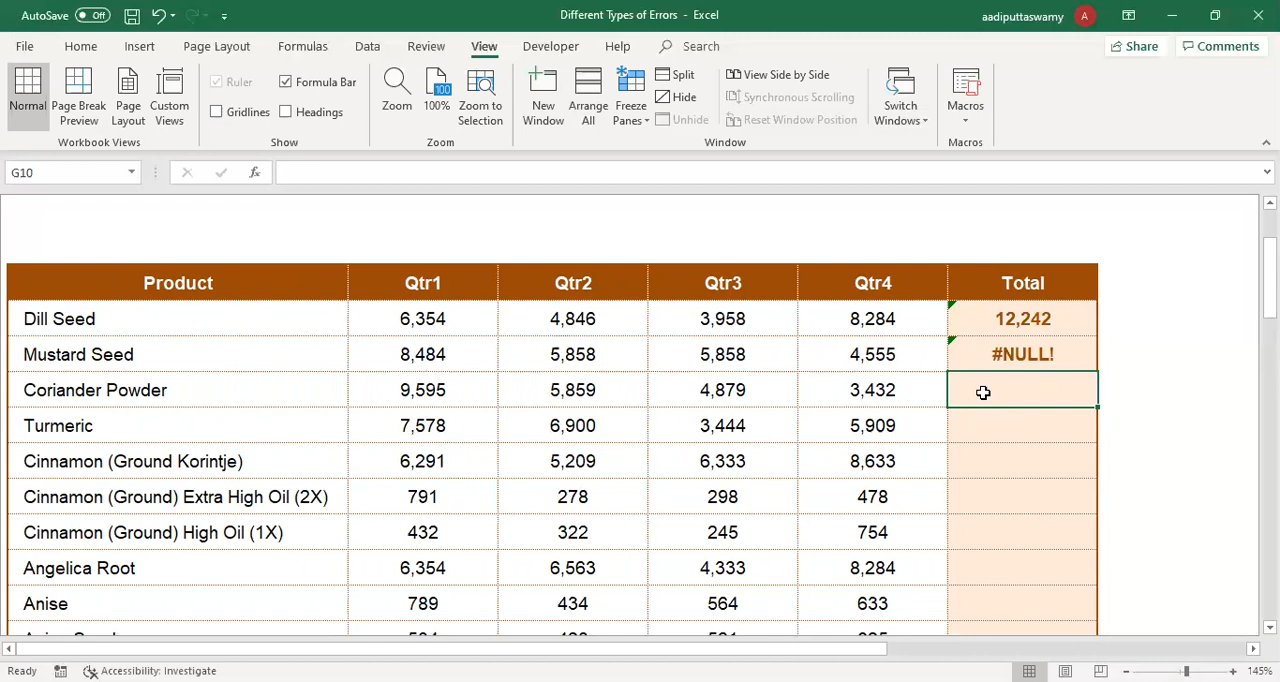 AutoSave Off Different Types of Errors - Excel aadiputtaswamy A
File Home Insert Page Layout Formulas Data Review View Developer Help Search Share Comments
Normal Page Break Preview Page Layout Custom Views
Workbook Views
Ruler Formula Bar
Gridlines Headings
Show
Zoom 100% Zoom to Selection
Zoom
New Window Arrange All Freeze Panes
Split
Hide
Unhide
View Side by Side
Synchronous Scrolling
Reset Window Position
Switch Windows
Window
Macros
Macros
G10 fx
Product Qtr1 Qtr2 Qtr3 Qtr4 Total
Dill Seed 6,354 4,846 3,958 8,284 12,242
Mustard Seed 8,484 5,858 5,858 4,555 #NULL!
Coriander Powder 9,595 5,859 4,879 3,432
Turmeric 7,578 6,900 3,444 5,909
Cinnamon (Ground Korintje) 6,291 5,209 6,333 8,633
Cinnamon (Ground) Extra High Oil (2X) 791 278 298 478
Cinnamon (Ground) High Oil (1X) 432 322 245 754
Angelica Root 6,354 6,563 4,333 8,284
Anise 789 434 564 633
Ready Accessibility: Investigate 145%